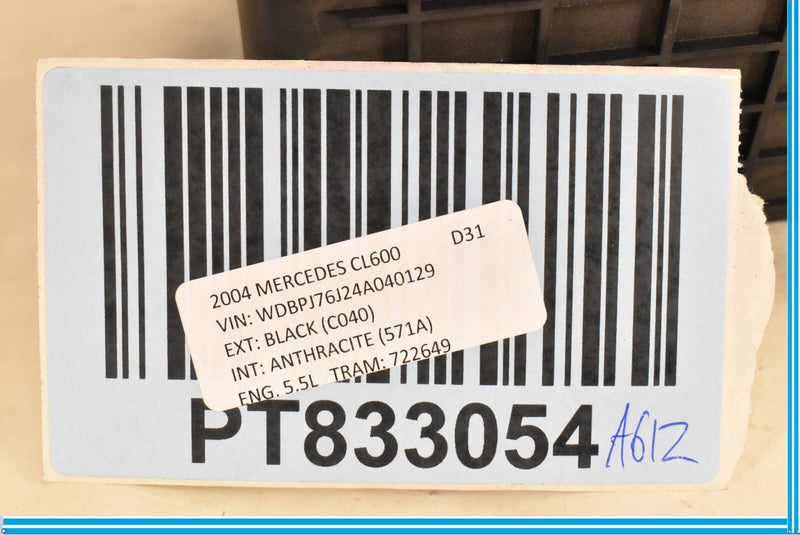 2004 MERCEDES CL600 D31
VIN: WDBPJ76J24A040129
EXT: BLACK (C040)
INT: ANTHRACITE (571A)
ENG. 5.5L TRAM: 722649
PT833054 A612